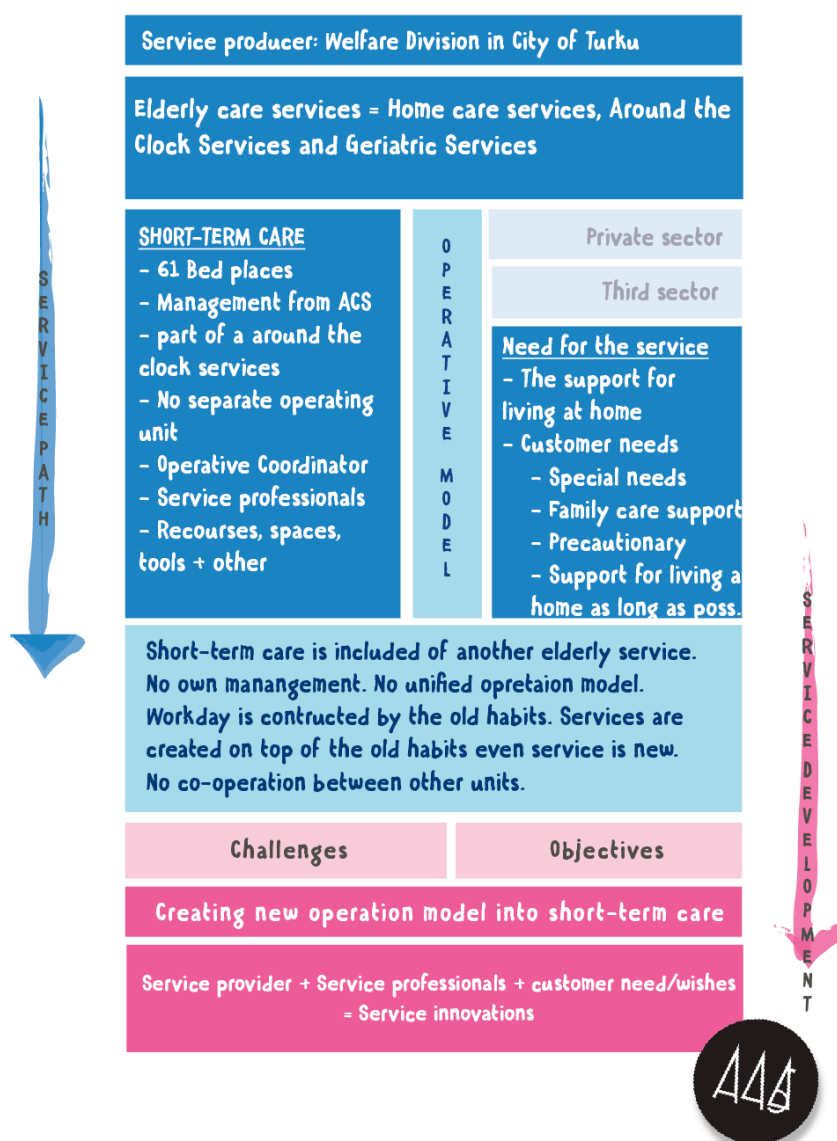 Service producer: Welfare Division in City of Turku
Elderly care services = Home care services, Around the
Clock Services and Geriatric Services
SERVICE PATH
SHORT-TERM CARE
- 61 Bed places
- Management from ACS
- part of a around the
clock services
- No separate operating
unit
- Operative Coordinator
- Service professionals
- Recourses, spaces,
tools + other
OPERATIVE MODEL
Private sector
Third sector
Need for the service
- The support for
living at home
- Customer needs
- Special needs
- Family care support
- Precautionary
- Support for living a
home as long as poss.
SERVICE DEVELOPMENT
Short-term care is included of another elderly service.
No own manangement. No unified opretaion model.
Workday is contructed by the old habits. Services are
created on top of the old habits even service is new.
No co-operation between other units.
Challenges
Objectives
Creating new operation model into short-term care
Service provider + Service professionals + customer need/wishes
= Service innovations